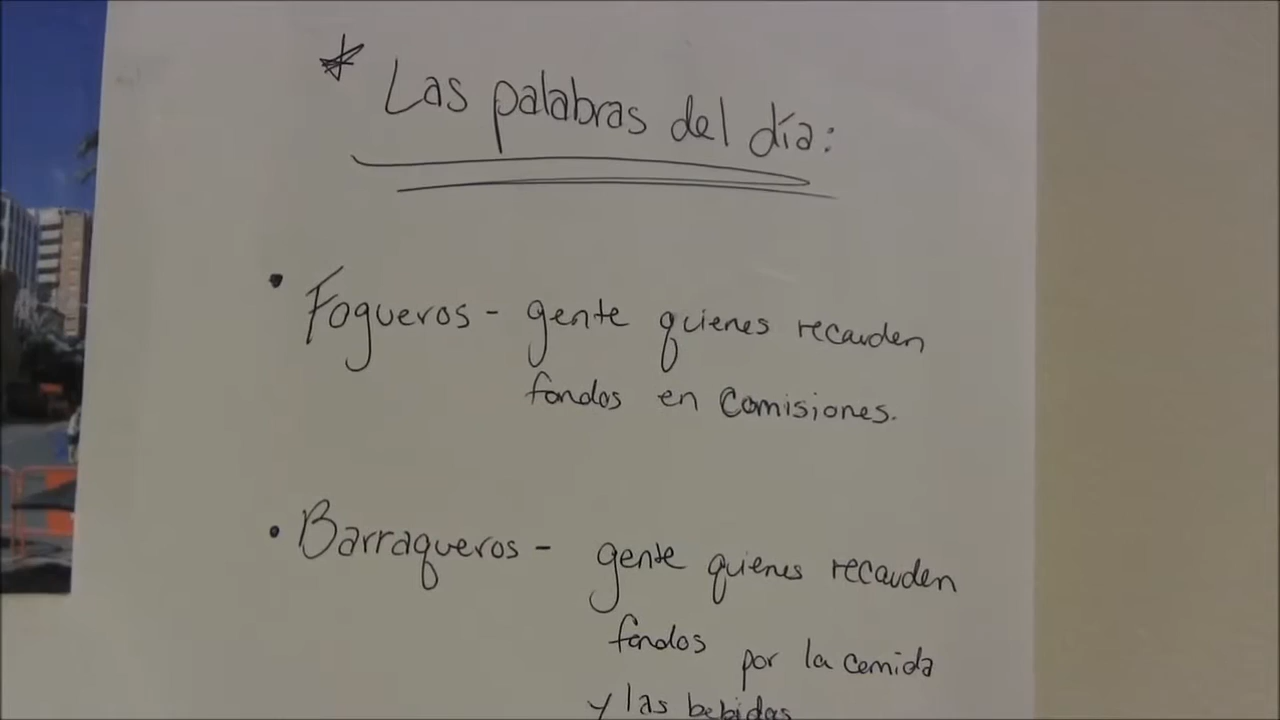 * Las palabras del día:
• Fogueros - gente quienes recauden
fondos en comisiones.
• Barraqueros - gente quienes recauden
fondos por la comida
y las bebidas